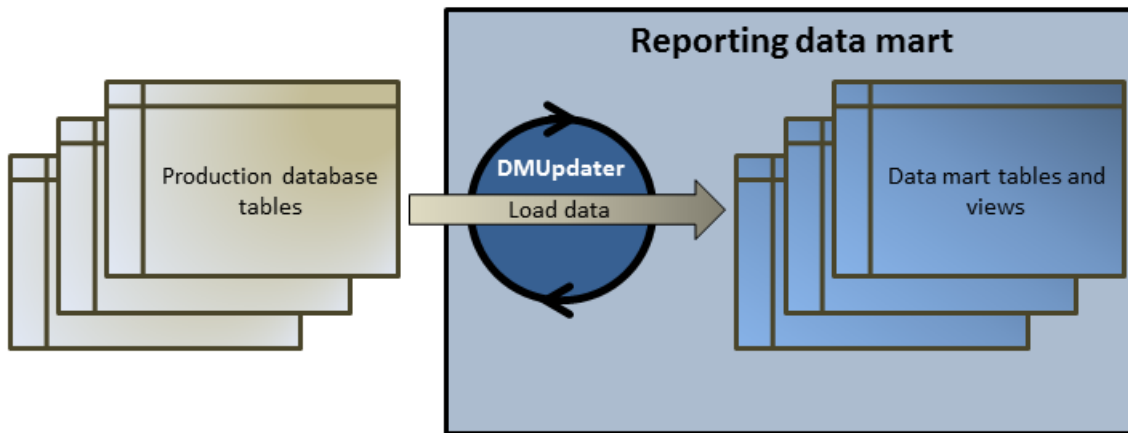 Reporting data mart
Production database
tables
DMUpdater
Load data
Data mart tables and
views